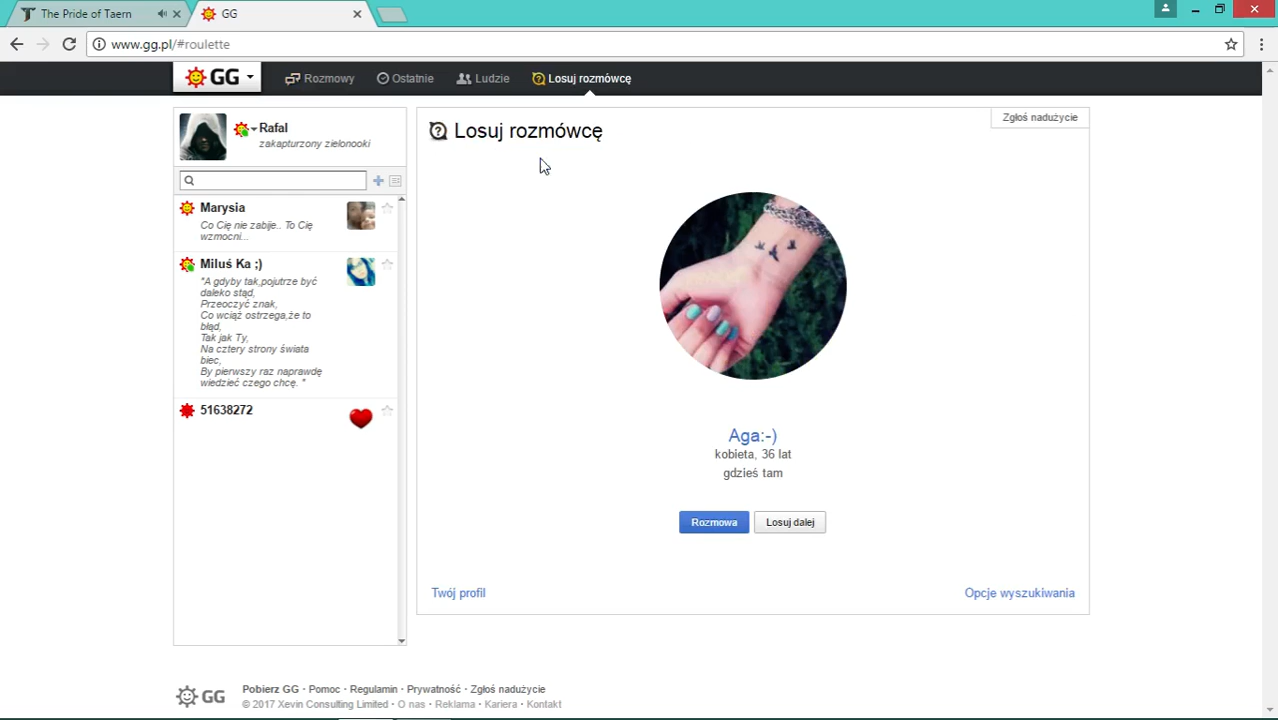 The Pride of Taern
GG
www.gg.pl/#roulette
GG
Rozmowy
Ostatnie
Ludzie
Losuj rozmówcę
Rafał
zakapturzony zielonooki
Marysia
Co Cię nie zabije.. To Cię
wzmocni...
Miluś Ka ;)
"A gdyby tak,pojutrze być
daleko stąd,
Przeoczyć znak,
Co wciąż ostrzega,że to
błąd,
Tak jak Ty,
Na cztery strony świata
biec,
By pierwszy raz naprawdę
wiedzieć czego chcę. "
51638272
Losuj rozmówcę
Zgłoś nadużycie
Aga:-)
kobieta, 36 lat
gdzieś tam
Rozmowa
Losuj dalej
Twój profil
Opcje wyszukiwania
GG
Pobierz GG · Pomoc · Regulamin · Prywatność · Zgłoś nadużycie
© 2017 Xevin Consulting Limited · O nas · Reklama · Kariera · Kontakt